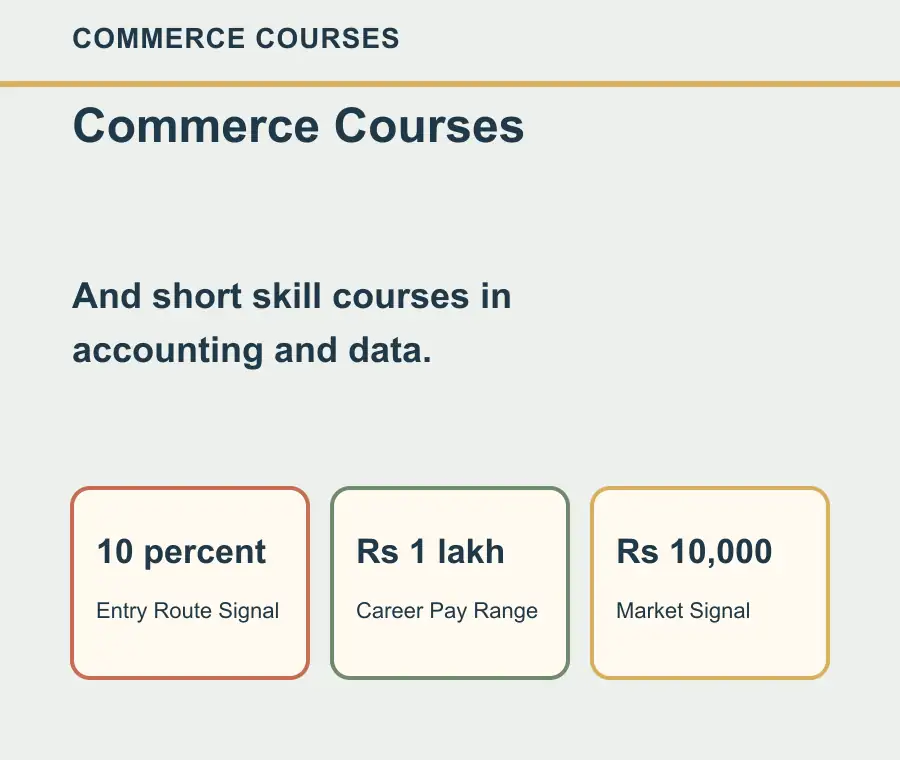 COMMERCE COURSES
Commerce Courses
And short skill courses in
accounting and data.
10 percent
Entry Route Signal
Rs 1 lakh
Career Pay Range
Rs 10,000
Market Signal